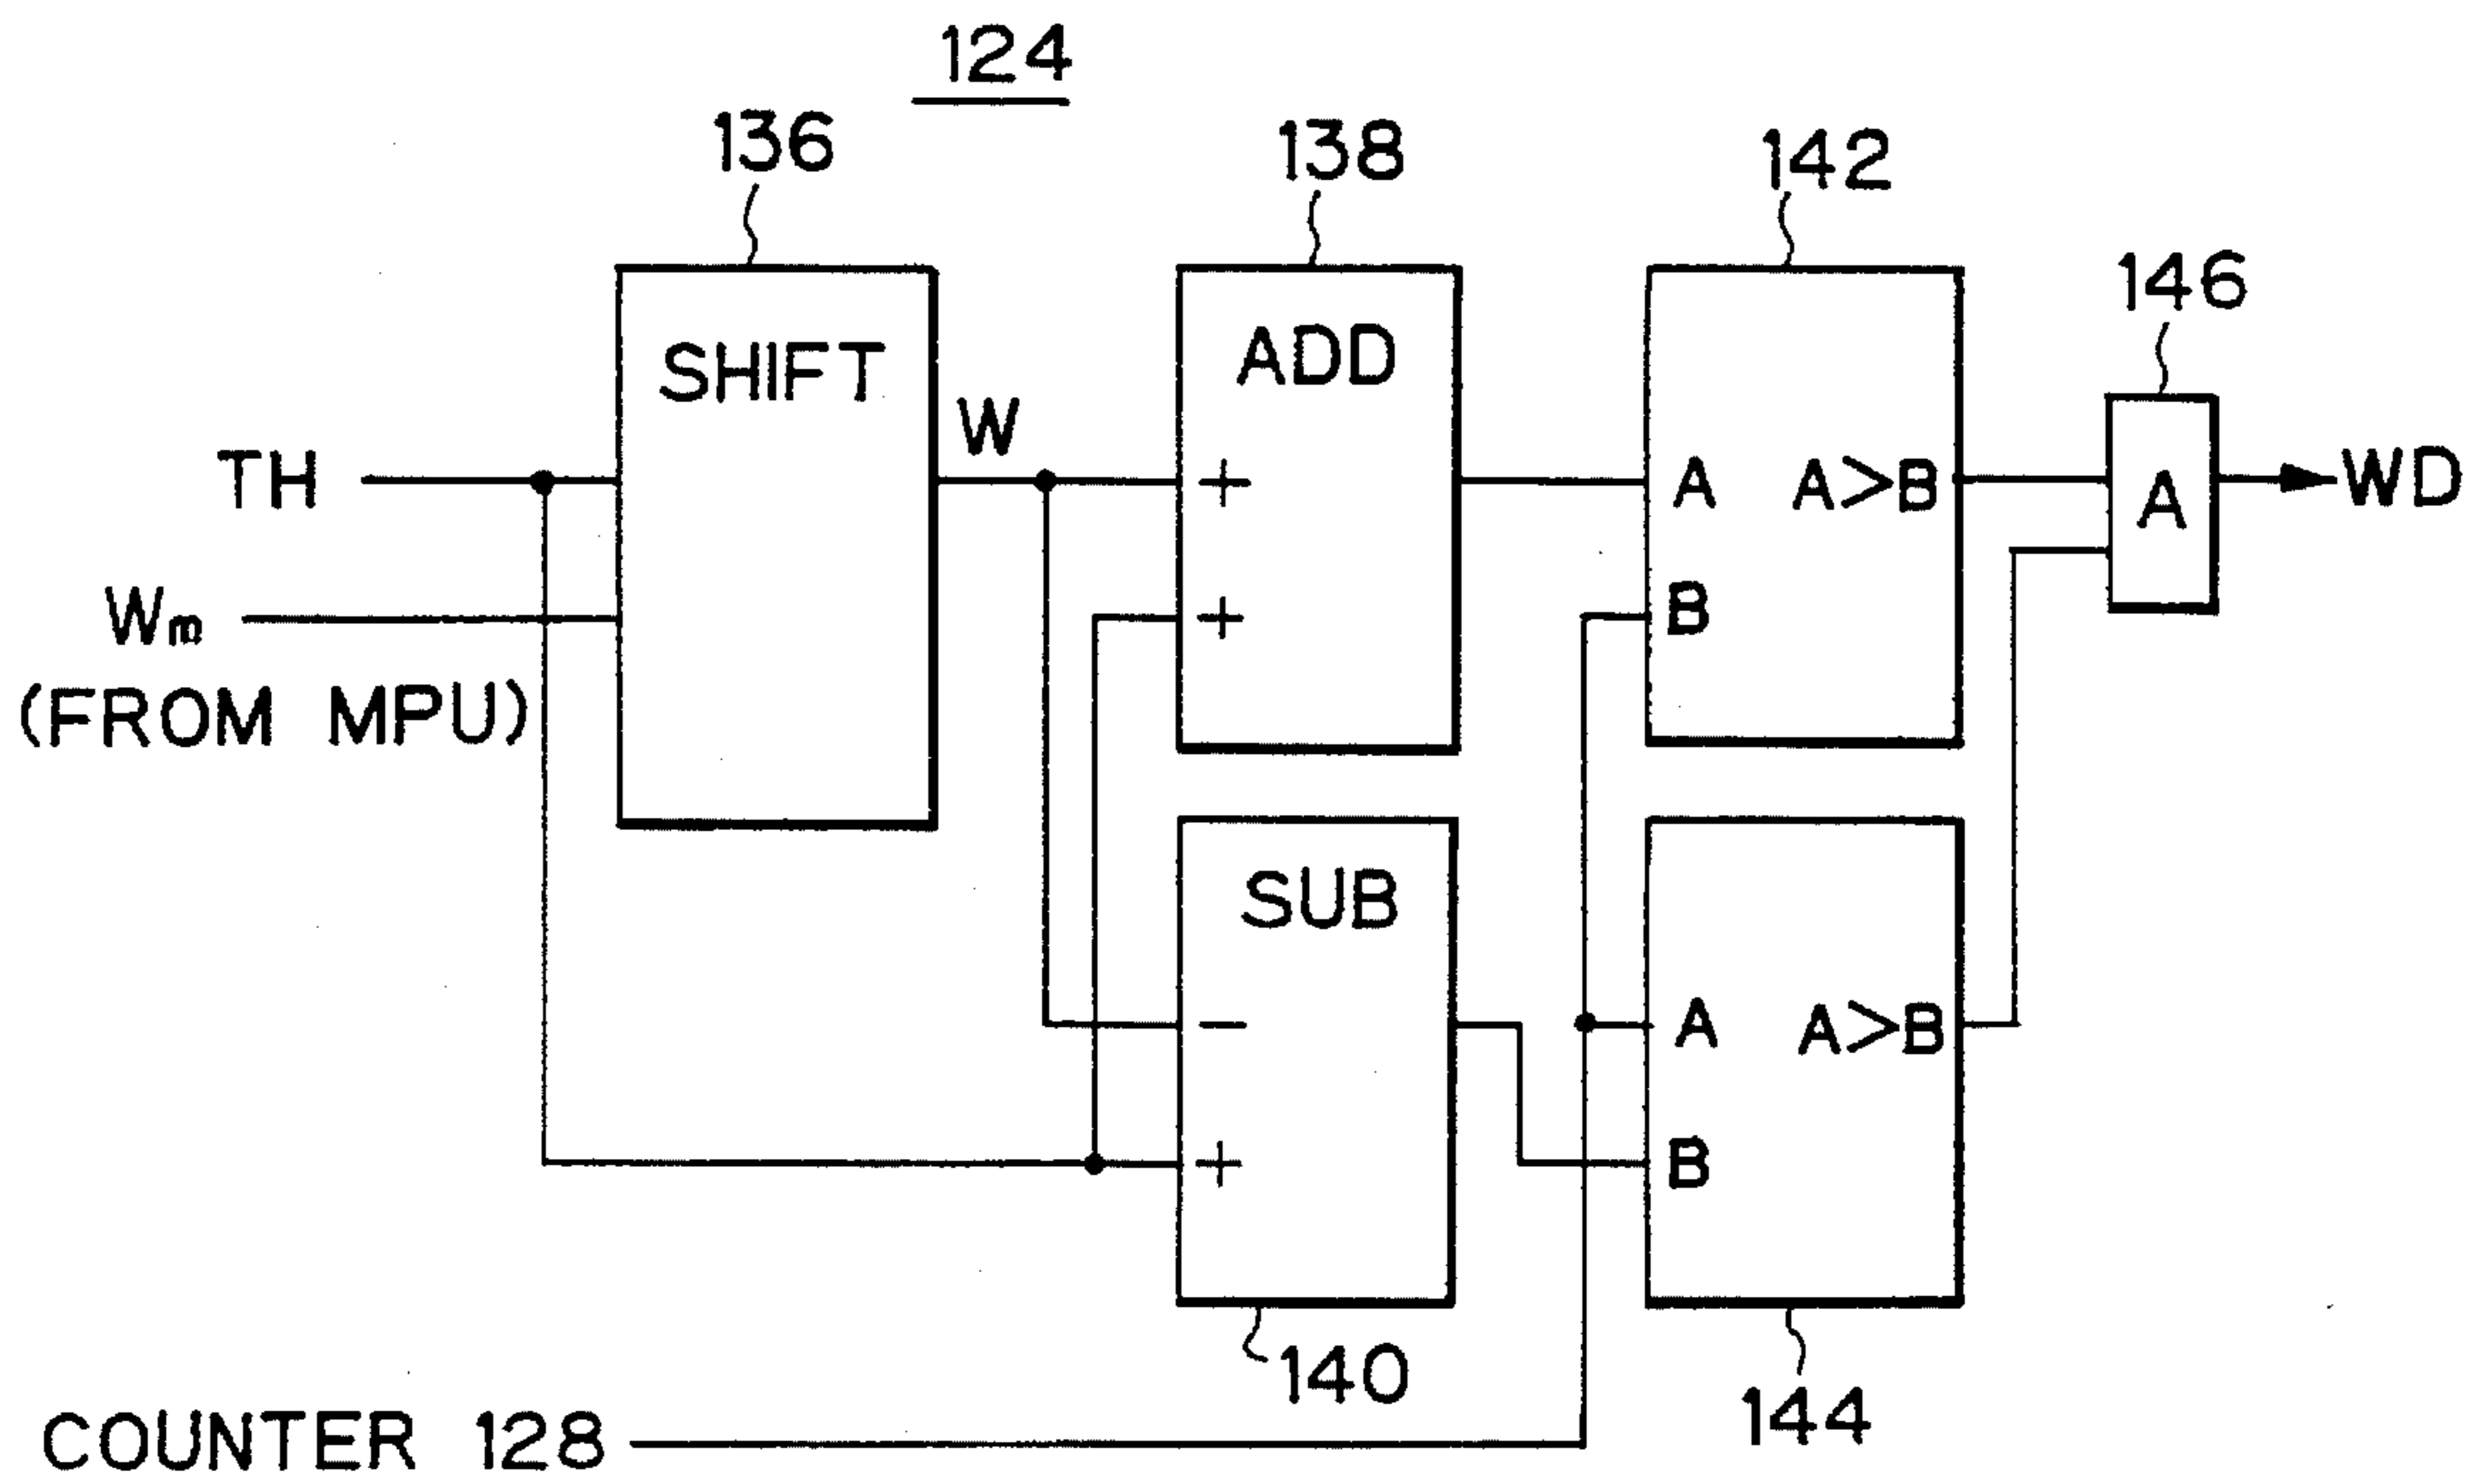 124
136
138
142
146
SHIFT
ADD
W
TH
+
A
A>B
A
WD
Wm
+
B
(FROM MPU)
SUB
−
A
A>B
+
B
140
144
COUNTER 128